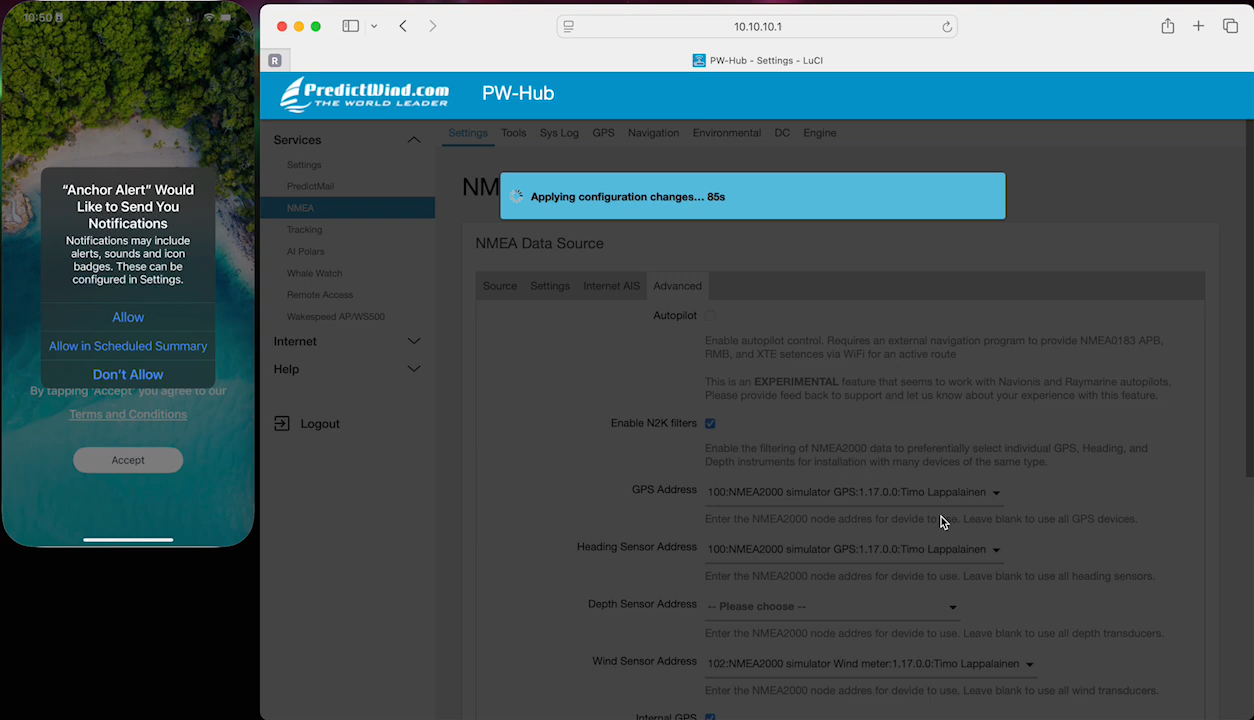 10:50
10.10.10.1
R
PW-Hub - Settings - LuCI
PredictWind.com
THE WORLD LEADER
PW-Hub
"Anchor Alert" Would
Like to Send You
Notifications
Notifications may include
alerts, sounds and icon
badges. These can be
configured in Settings.
Allow
Allow in Scheduled Summary
Don't Allow
By tapping 'Accept' you agree to our
Terms and Conditions
Accept
Services
Settings
PredictMail
NMEA
Tracking
AI Polars
Whale Watch
Remote Access
Wakespeed AP/WS500
Internet
Help
Logout
Settings Tools Sys Log GPS Navigation Environmental DC Engine
NM
Applying configuration changes... 85s
NMEA Data Source
Source Settings Internet AIS Advanced
Autopilot
Enable autopilot control. Requires an external navigation program to provide NMEA0183 APB,
RMB, and XTE setences via WiFi for an active route
This is an EXPERIMENTAL feature that seems to work with Navionis and Raymarine autopilots,
Please provide feed back to support and let us know about your experience with this feature.
Enable N2K filters
Enable the filtering of NMEA2000 data to preferentially select individual GPS, Heading, and
Depth instruments for installation with many devices of the same type.
GPS Address 100:NMEA2000 simulator GPS:1.17.0.0:Timo Lappalainen
Enter the NMEA2000 node addres for devide to use. Leave blank to use all GPS devices.
Heading Sensor Address 100:NMEA2000 simulator GPS:1.17.0.0:Timo Lappalainen
Enter the NMEA2000 node addres for devide to use. Leave blank to use all heading sensors.
Depth Sensor Address -- Please choose --
Enter the NMEA2000 node addres for devide to use. Leave blank to use all depth transducers.
Wind Sensor Address 102:NMEA2000 simulator Wind meter:1.17.0.0:Timo Lappalainen
Enter the NMEA2000 node addres for devide to use. Leave blank to use all wind transducers.
Internal GPS